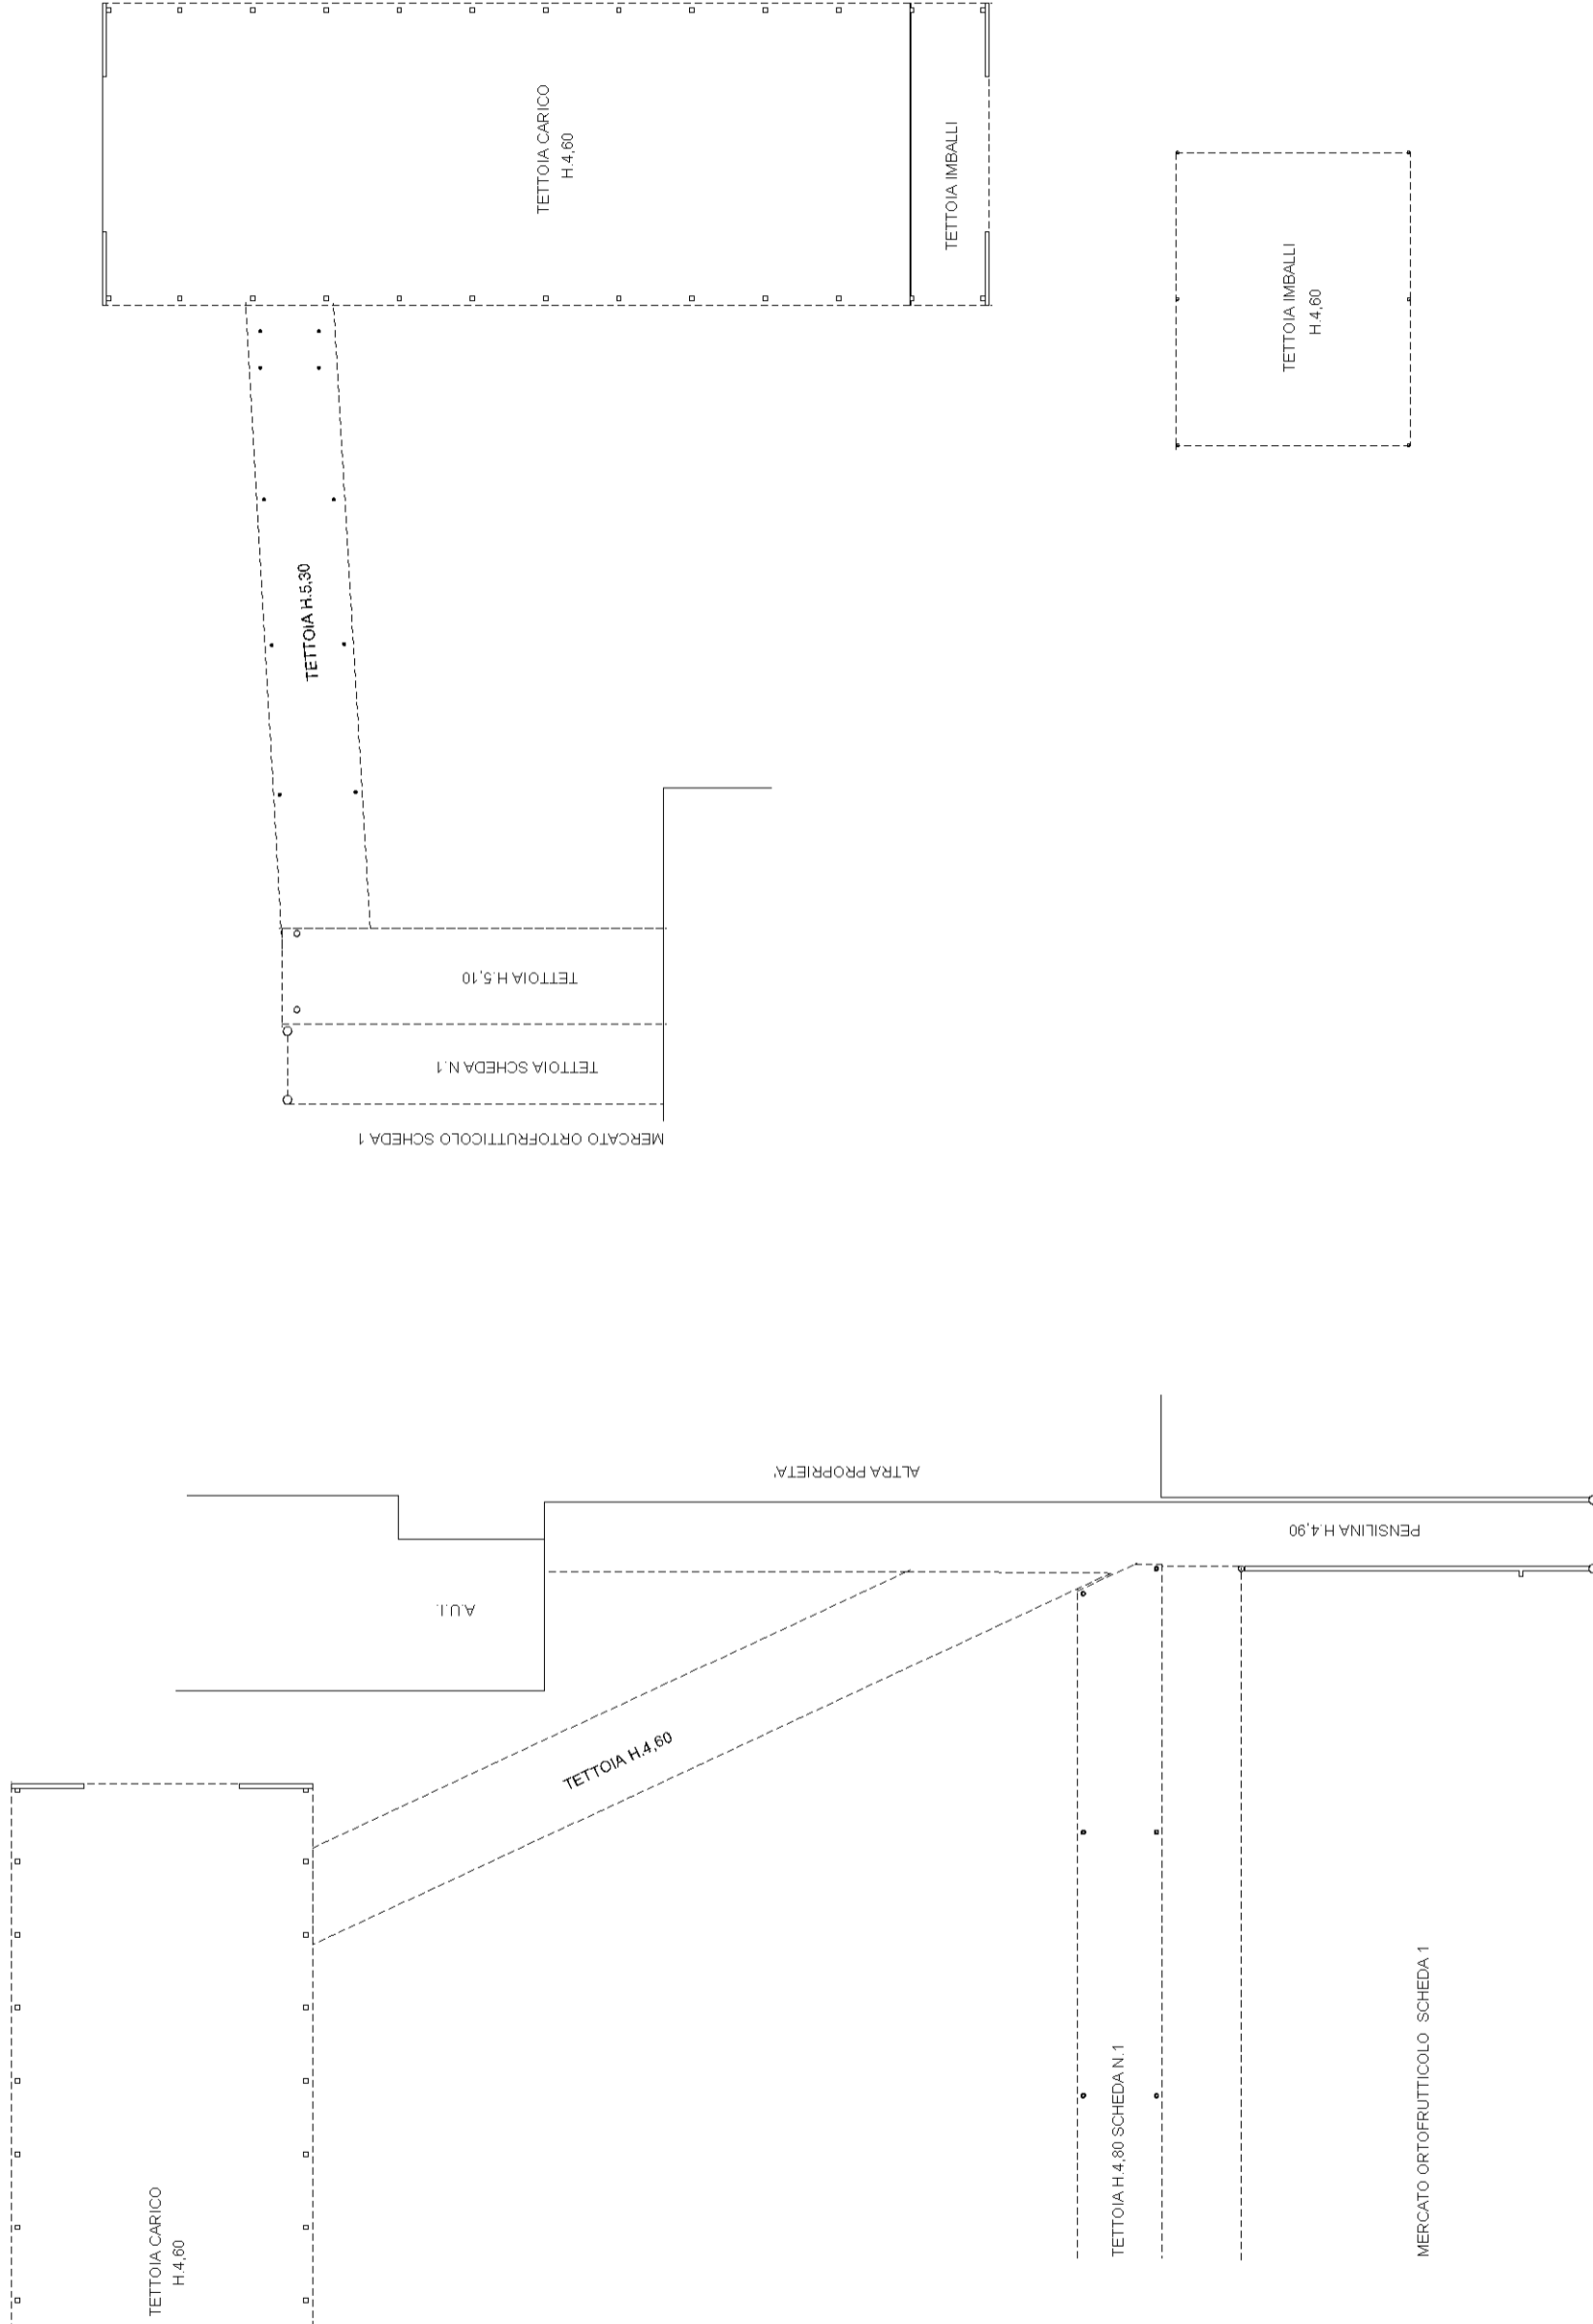 TETTOIA CARICO
H.4,60
TETTOIA IMBALLI
TETTOIA IMBALLI
H.4,60
TETTOIA H.5,30
TETTOIA H.5,10
TETTOIA SCHEDA N.1
MERCATO ORTOFRUTTICOLO SCHEDA 1
ALTRA PROPRIETA'
PENSILINA H.4,90
A.U.I.
TETTOIA H.4,60
TETTOIA CARICO
H.4,60
TETTOIA H.4,80 SCHEDA N.1
MERCATO ORTOFRUTTICOLO SCHEDA 1